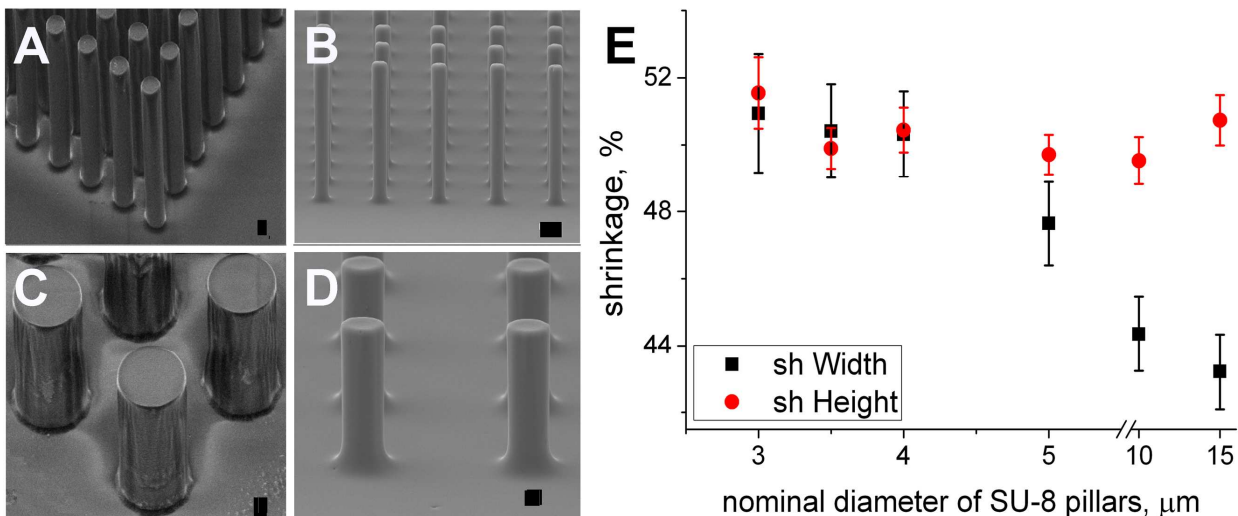 A
B
C
D
E
shrinkage, %
52
48
44
sh Width
sh Height
3
4
5
10
15
nominal diameter of SU-8 pillars, μm